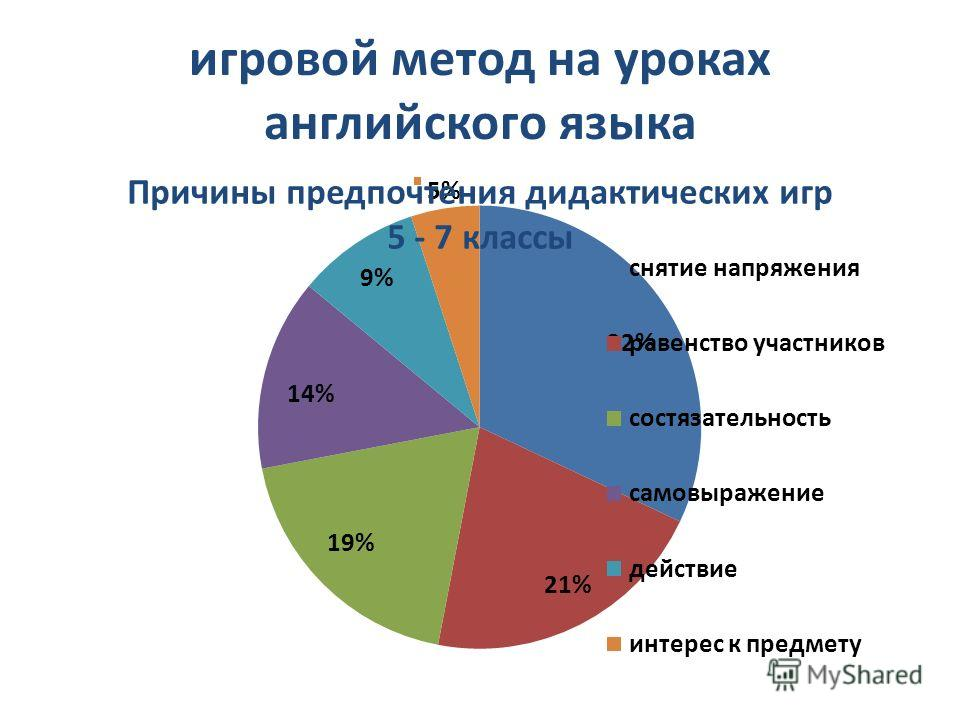 игровой метод на уроках
английского языка
Причины предпочтения дидактических игр
5 - 7 классы
5%
9%
14%
19%
21%
32%
снятие напряжения
равенство участников
состязательность
самовыражение
действие
интерес к предмету
MyShared